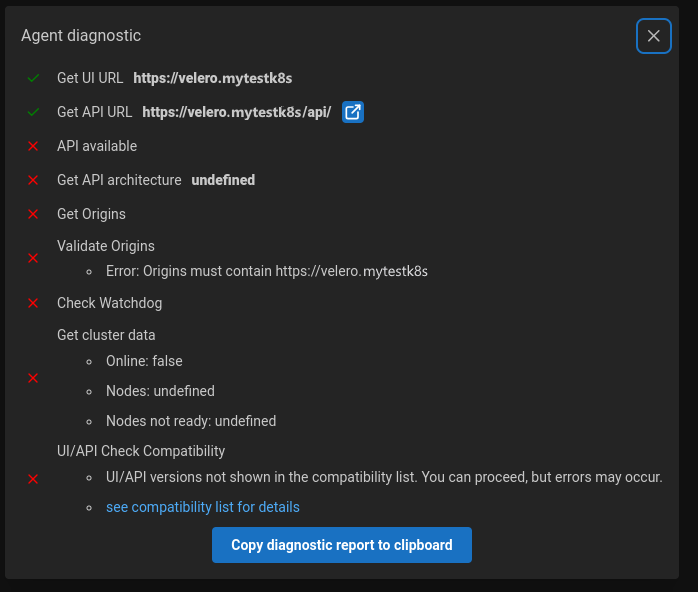 Agent diagnostic
Get UI URL https://velero.mytestk8s
Get API URL https://velero.mytestk8s/api/
API available
Get API architecture undefined
Get Origins
Validate Origins
Error: Origins must contain https://velero.mytestk8s
Check Watchdog
Get cluster data
Online: false
Nodes: undefined
Nodes not ready: undefined
UI/API Check Compatibility
UI/API versions not shown in the compatibility list. You can proceed, but errors may occur.
see compatibility list for details
Copy diagnostic report to clipboard